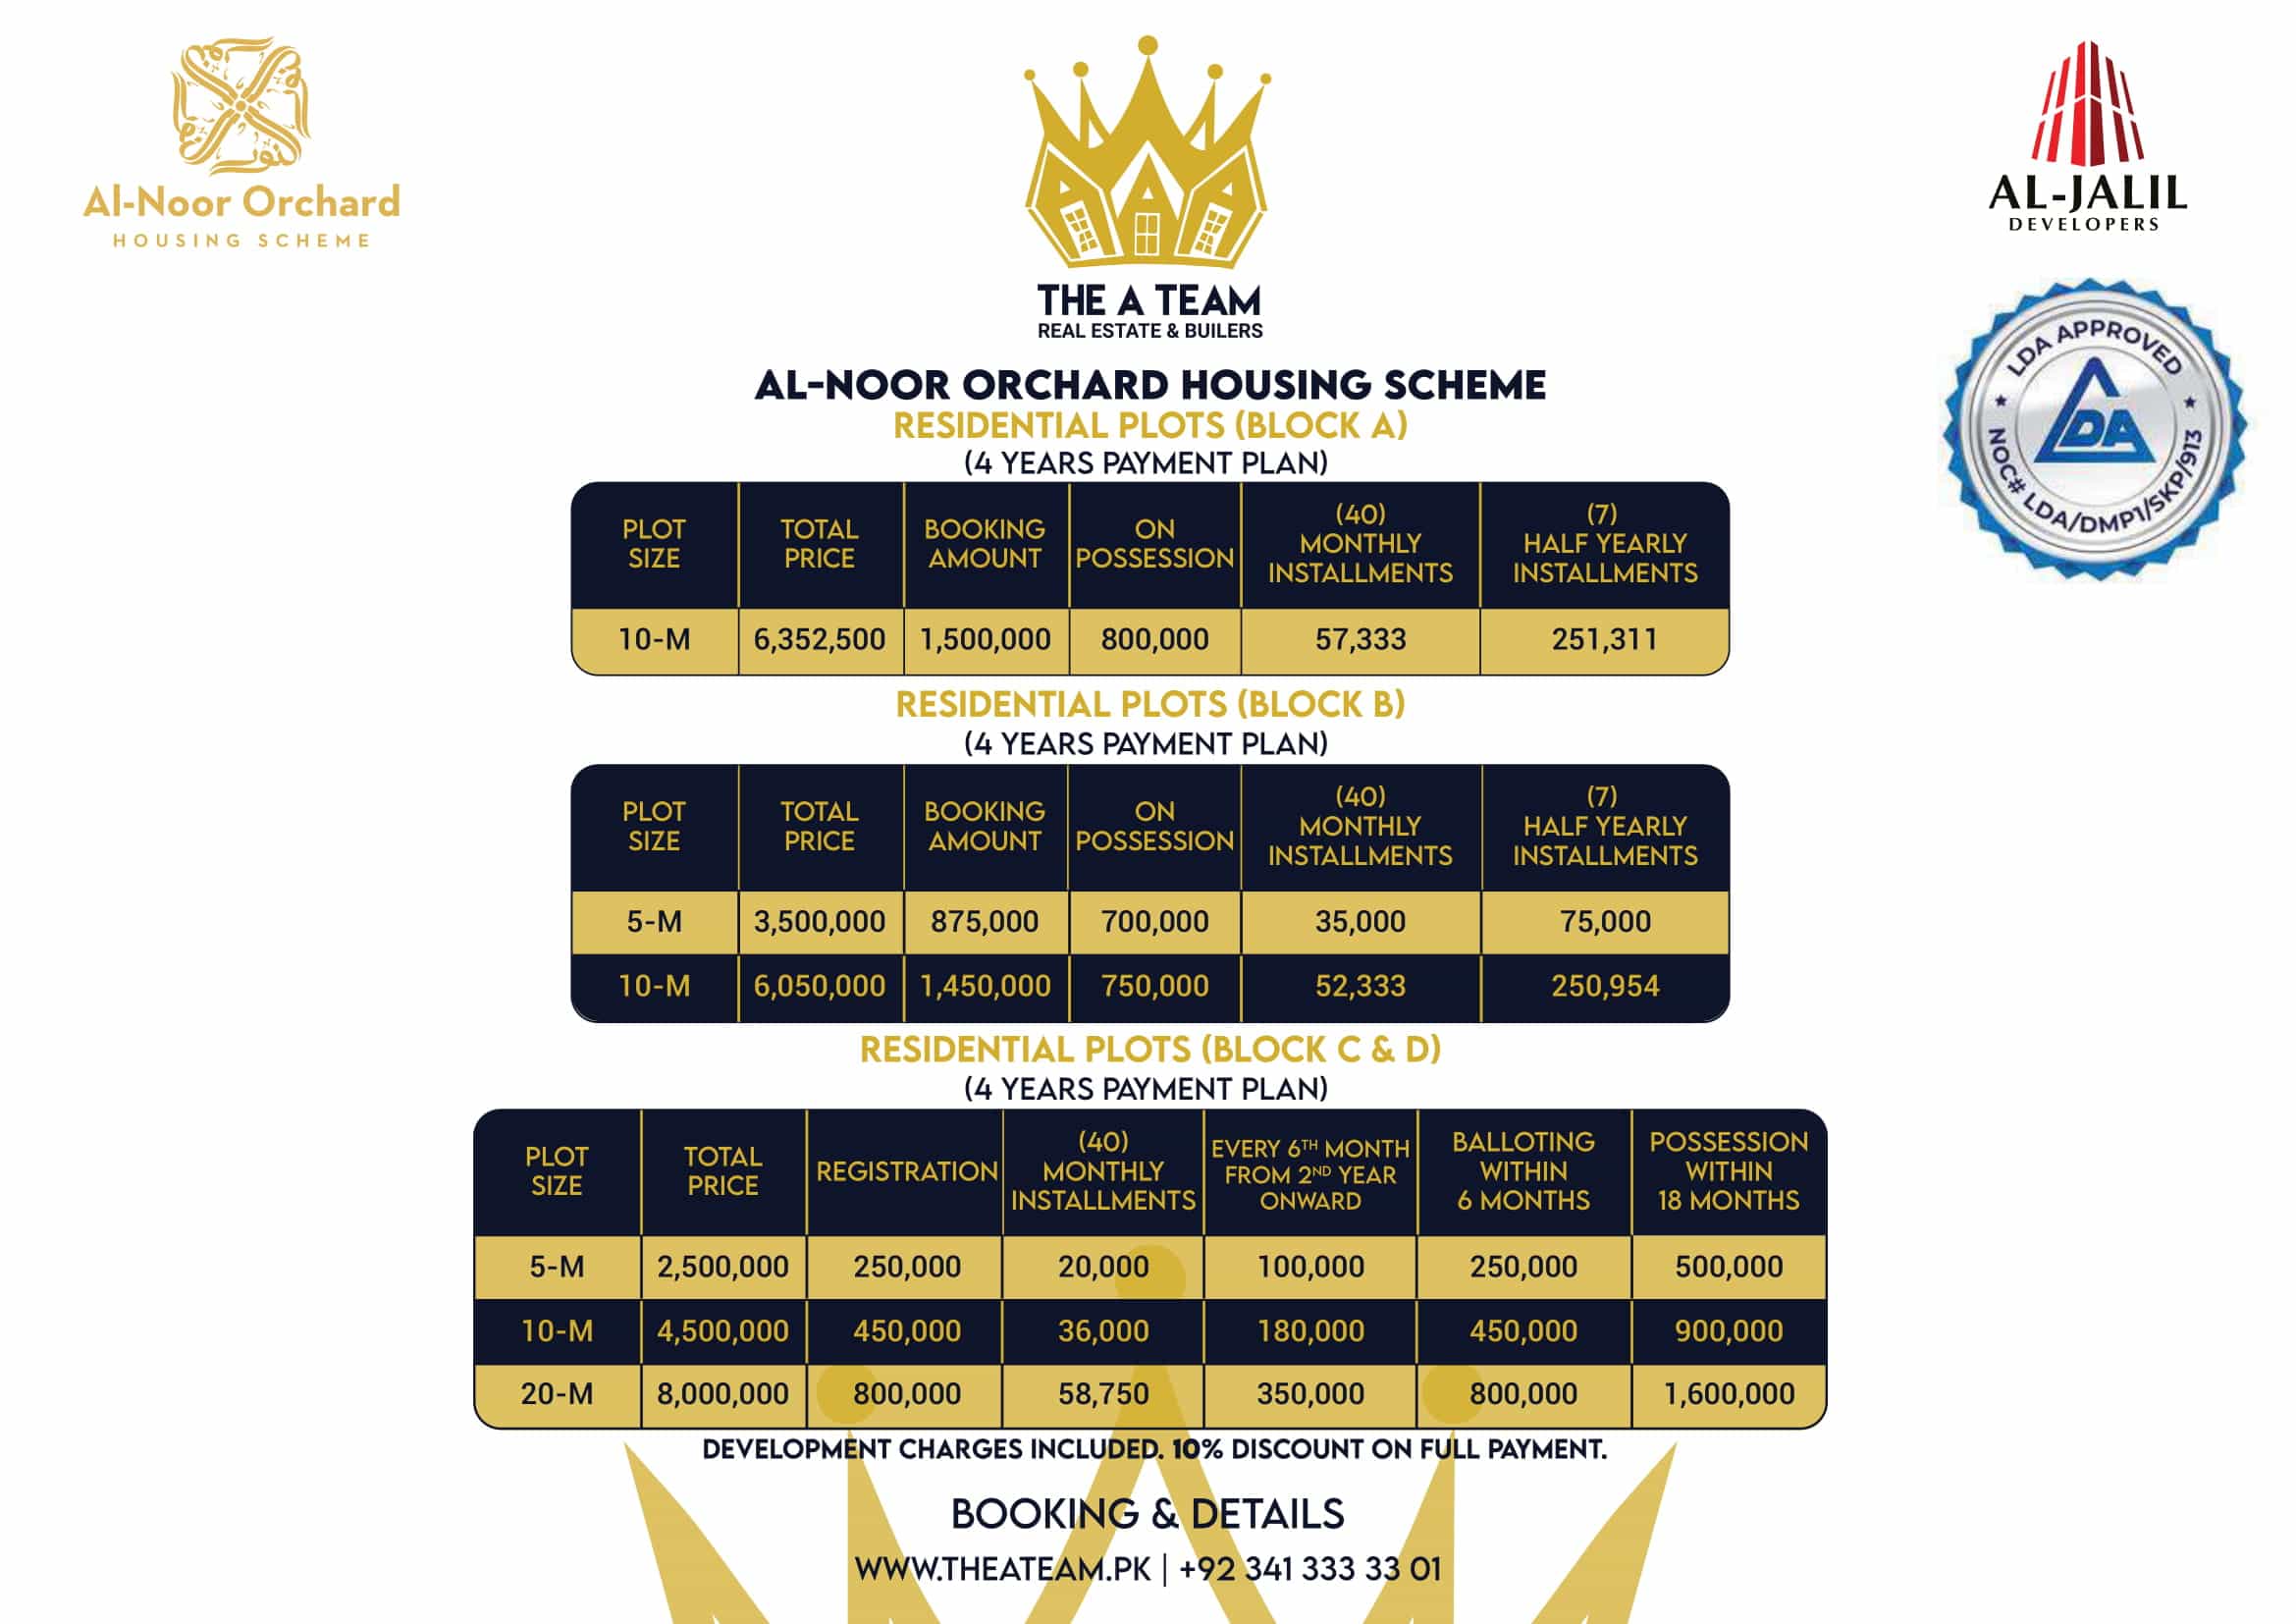 Al-Noor Orchard
HOUSING SCHEME
THE A TEAM
REAL ESTATE & BUILERS
AL-JALIL
DEVELOPERS
LDA APPROVED
LDA
NOC# LDA/DMP1/SKP/913
AL-NOOR ORCHARD HOUSING SCHEME
RESIDENTIAL PLOTS (BLOCK A)
(4 YEARS PAYMENT PLAN)
PLOT SIZE TOTAL PRICE BOOKING AMOUNT ON POSSESSION (40) MONTHLY INSTALLMENTS (7) HALF YEARLY INSTALLMENTS
10-M 6,352,500 1,500,000 800,000 57,333 251,311
RESIDENTIAL PLOTS (BLOCK B)
(4 YEARS PAYMENT PLAN)
PLOT SIZE TOTAL PRICE BOOKING AMOUNT ON POSSESSION (40) MONTHLY INSTALLMENTS (7) HALF YEARLY INSTALLMENTS
5-M 3,500,000 875,000 700,000 35,000 75,000
10-M 6,050,000 1,450,000 750,000 52,333 250,954
RESIDENTIAL PLOTS (BLOCK C & D)
(4 YEARS PAYMENT PLAN)
PLOT SIZE TOTAL PRICE REGISTRATION (40) MONTHLY INSTALLMENTS EVERY 6TH MONTH FROM 2ND YEAR ONWARD BALLOTING WITHIN 6 MONTHS POSSESSION WITHIN 18 MONTHS
5-M 2,500,000 250,000 20,000 100,000 250,000 500,000
10-M 4,500,000 450,000 36,000 180,000 450,000 900,000
20-M 8,000,000 800,000 58,750 350,000 800,000 1,600,000
DEVELOPMENT CHARGES INCLUDED. 10% DISCOUNT ON FULL PAYMENT.
BOOKING & DETAILS
WWW.THEATEAM.PK | +92 341 333 33 01